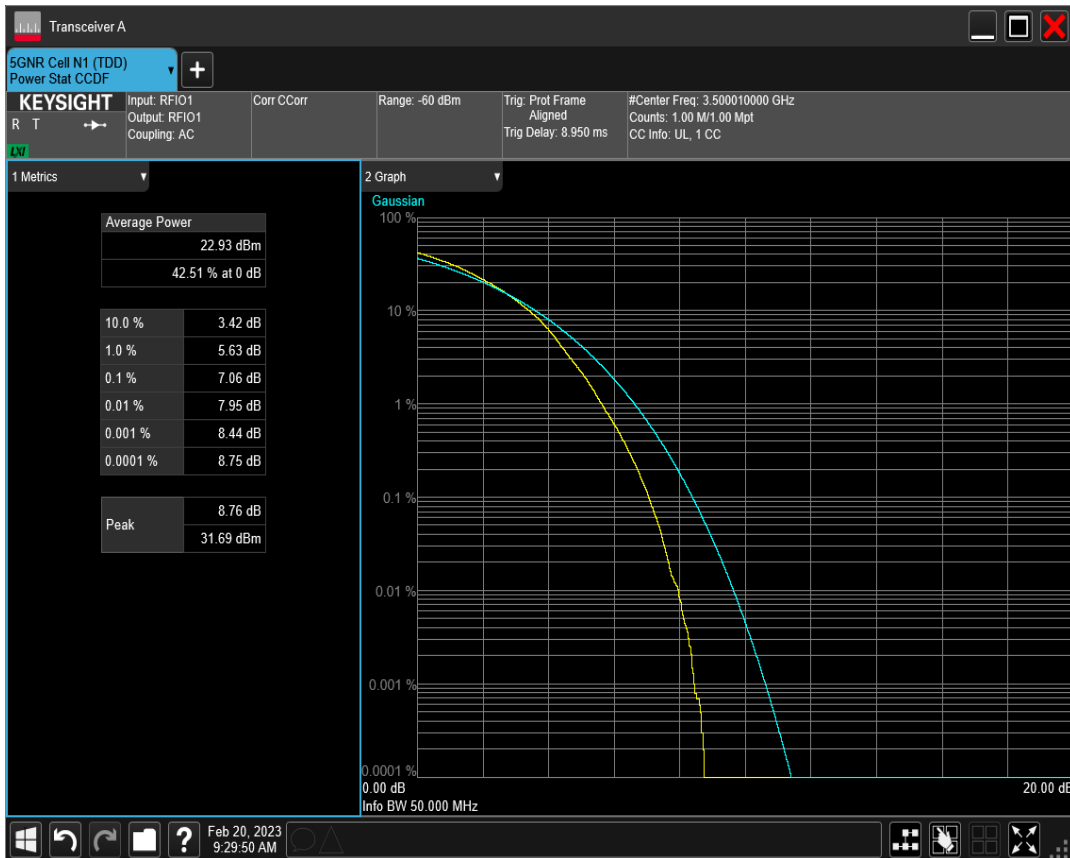 Transceiver A
5GNR Cell N1 (TDD)
Power Stat CCDF
+
KEYSIGHT
R T
LXI
Input: RFIO1
Output: RFIO1
Coupling: AC
Corr CCorr
Range: -60 dBm
Trig: Prot Frame
Aligned
Trig Delay: 8.950 ms
#Center Freq: 3.500010000 GHz
Counts: 1.00 M/1.00 Mpt
CC Info: UL, 1 CC
1 Metrics
Average Power
22.93 dBm
42.51 % at 0 dB
10.0 % 3.42 dB
1.0 % 5.63 dB
0.1 % 7.06 dB
0.01 % 7.95 dB
0.001 % 8.44 dB
0.0001 % 8.75 dB
Peak 8.76 dB
31.69 dBm
2 Graph
Gaussian
100 %
10 %
1 %
0.1 %
0.01 %
0.001 %
0.0001 %
0.00 dB 20.00 dB
Info BW 50.000 MHz
? Feb 20, 2023
9:29:50 AM